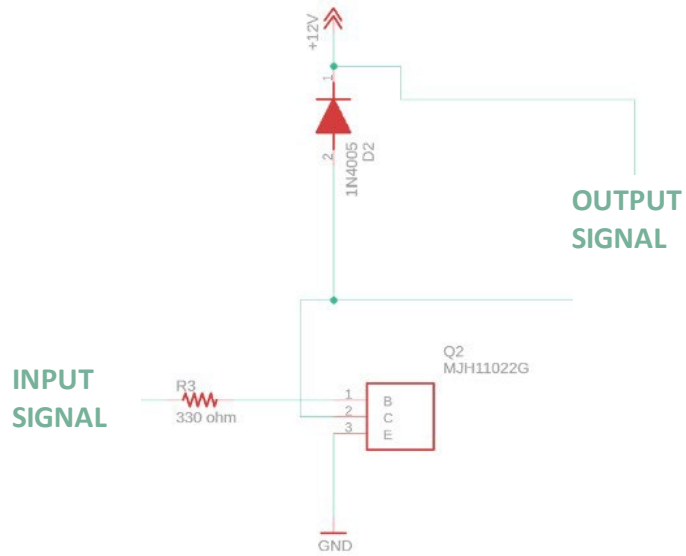 +12V
1
2
1N4005
D2
OUTPUT
SIGNAL
Q2
MJH11022G
INPUT
SIGNAL
R3
330 ohm
1
2
3
B
C
E
GND